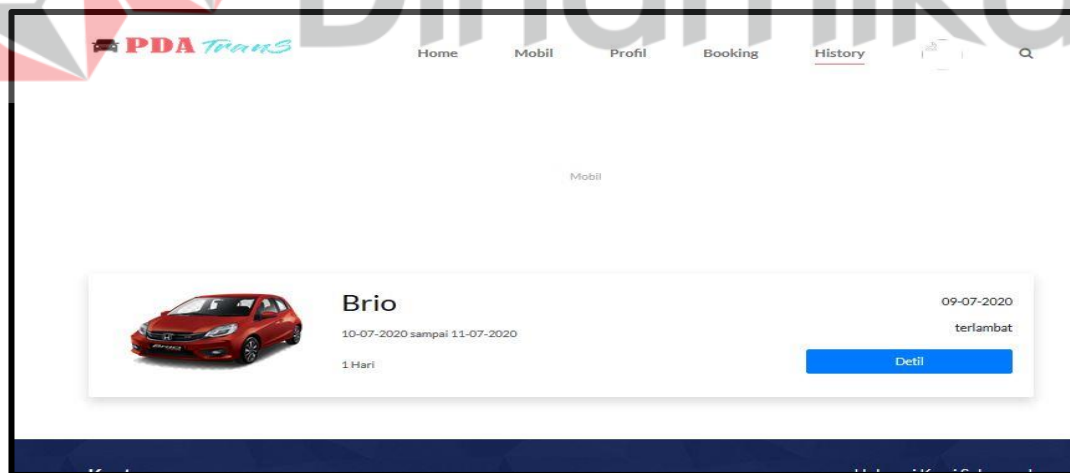 Dinamika
PDA Trans
Home Mobil Profil Booking History
Mobil
Brio
10-07-2020 sampai 11-07-2020
1 Hari
09-07-2020
terlambat
Detil